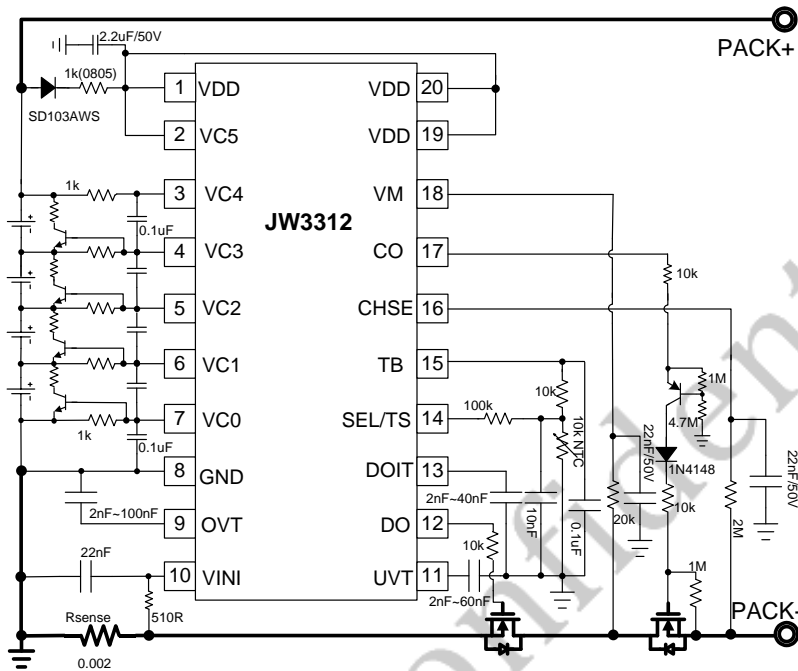 2.2uF/50V
PACK+
1k(0805)
SD103AWS
1 VDD
VDD 20
2 VC5
VDD 19
1k
3 VC4
VM 18
JW3312
0.1uF
4 VC3
CO 17
10k
5 VC2
CHSE 16
6 VC1
TB 15
10k
1M
100k
4.7M
7 VC0
SEL/TS 14
10k NTC
1k
0.1uF
22nF/50V
22nF/50V
8 GND
DOIT 13
1N4148
2nF~100nF
2nF~40nF
10nF
0.1uF
20k
10k
2M
9 OVT
DO 12
10k
22nF
10 VINI
UVT 11
2nF~60nF
1M
510R
Rsense
0.002
PACK-
Confident